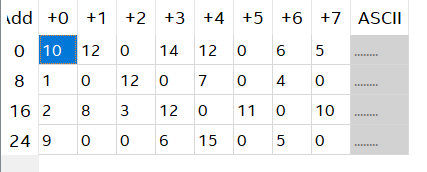 Add +0 +1 +2 +3 +4 +5 +6 +7 ASCII
0 10 12 0 14 12 0 6 5 ........
8 1 0 12 0 7 0 4 0 ........
16 2 8 3 12 0 11 0 10 ........
24 9 0 0 6 15 0 5 0 ........